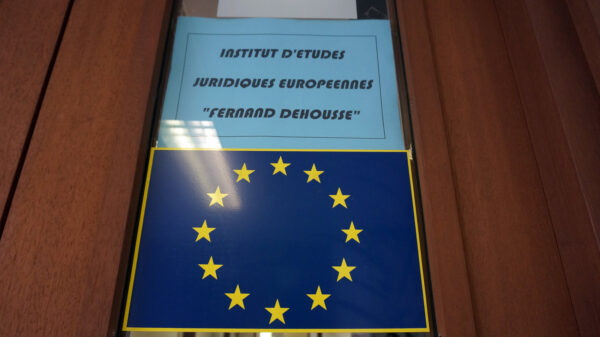 INSTITUT D'ETUDES
JURIDIQUES EUROPEENNES
"FERNAND DEHOUSSE"